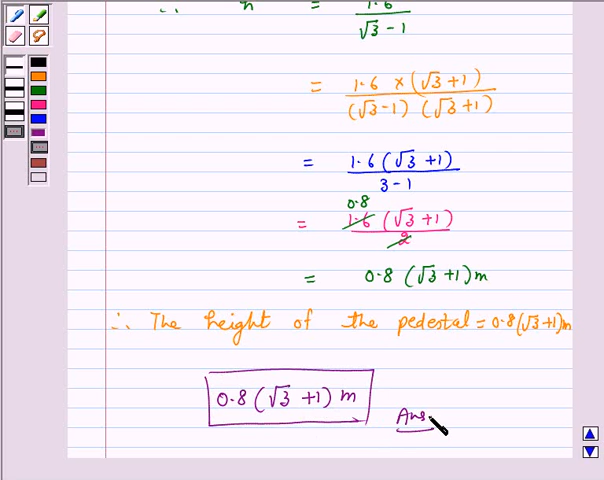 ∴ h = 1.6 / √3 - 1
= 1.6 × (√3 + 1) / (√3 - 1) (√3 + 1)
= 1.6 (√3 + 1) / 3 - 1
0.8
= 1.6 (√3 + 1) / 2
= 0.8 (√3 + 1) m
∴ The height of the pedestal = 0.8 (√3 + 1) m
0.8 (√3 + 1) m
Ans.